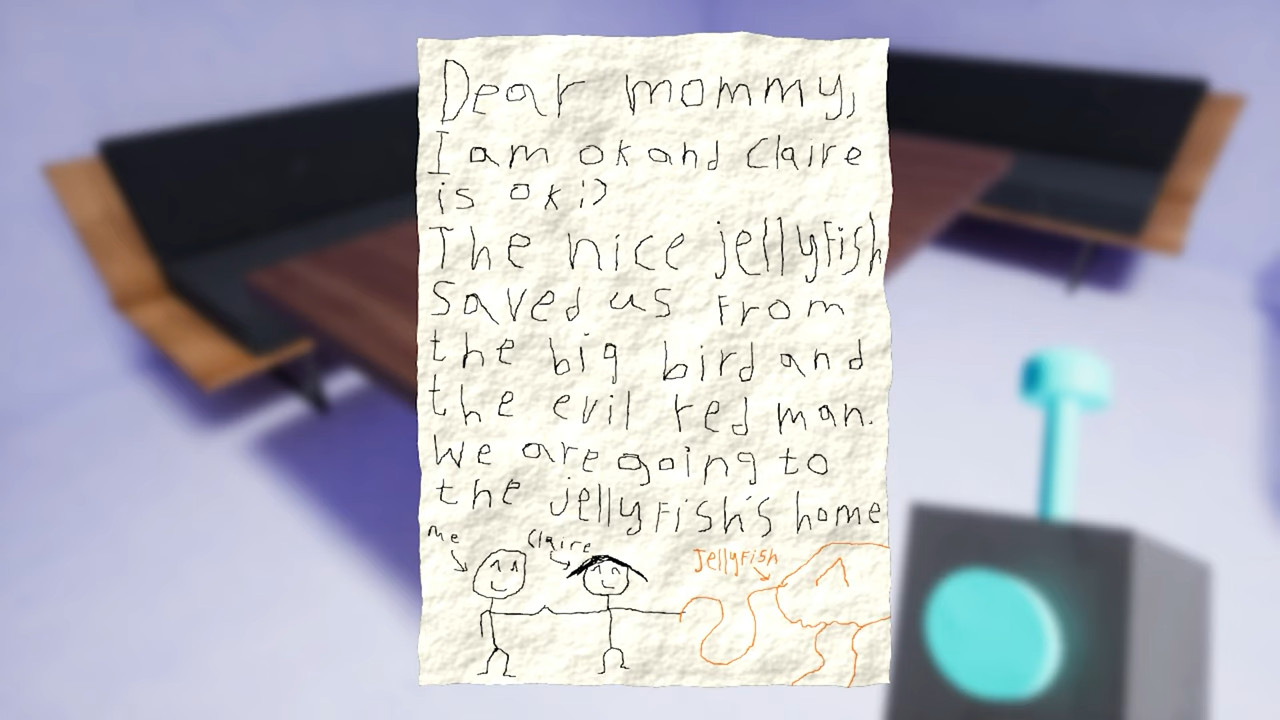 Dear mommy,
I am ok and Claire
is ok :)
The nice jellyfish
saved us from
the big bird and
the evil red man.
We are going to
the jellyfish's home
me
Claire
Jellyfish